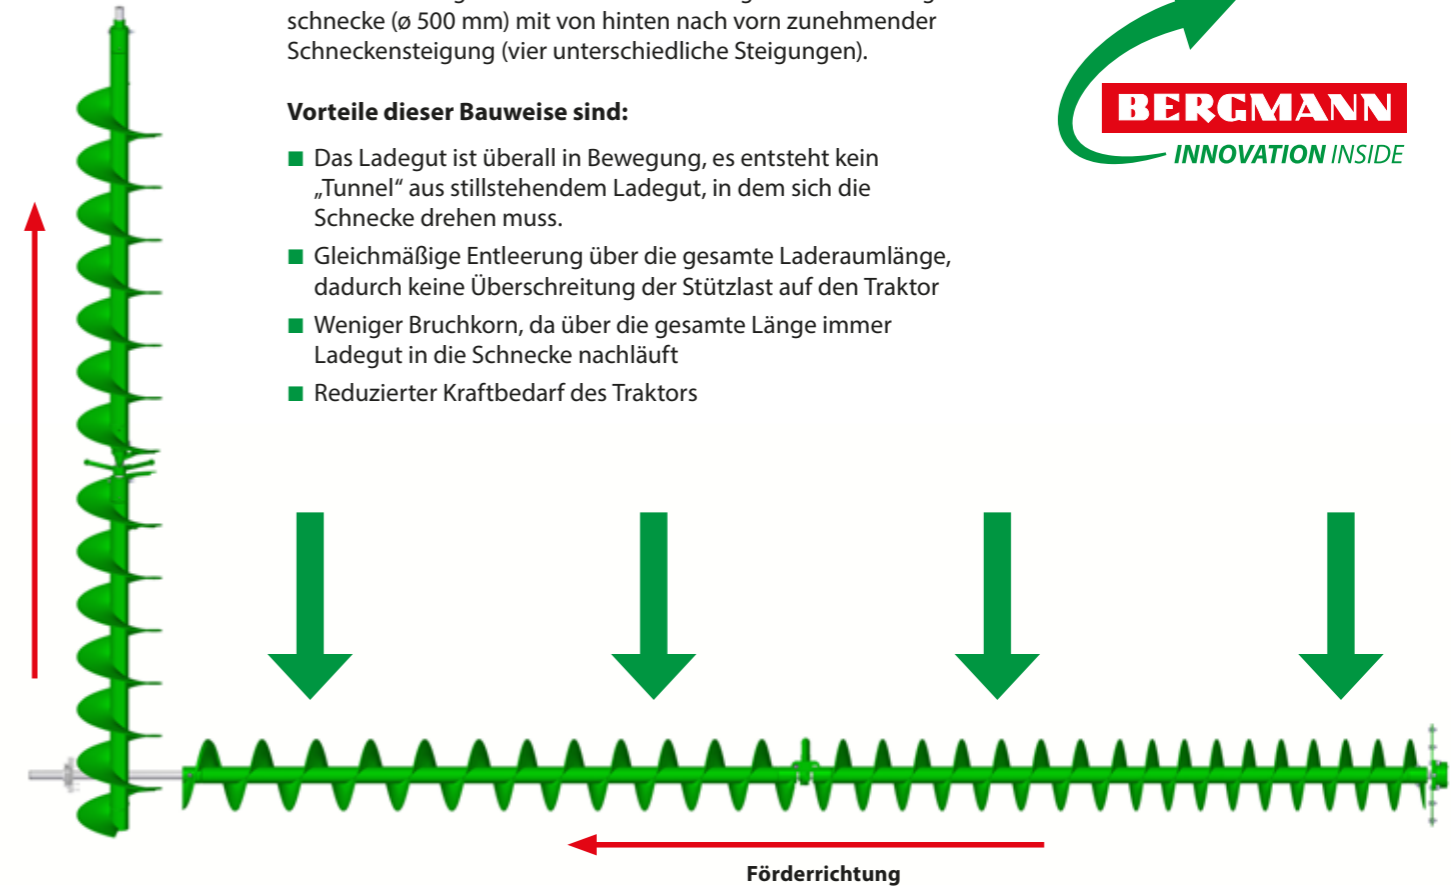 schnecke (ø 500 mm) mit von hinten nach vorn zunehmender
Schneckensteigung (vier unterschiedliche Steigungen).
Vorteile dieser Bauweise sind:
■ Das Ladegut ist überall in Bewegung, es entsteht kein
„Tunnel“ aus stillstehendem Ladegut, in dem sich die
Schnecke drehen muss.
■ Gleichmäßige Entleerung über die gesamte Laderaumlänge,
dadurch keine Überschreitung der Stützlast auf den Traktor
■ Weniger Bruchkorn, da über die gesamte Länge immer
Ladegut in die Schnecke nachläuft
■ Reduzierter Kraftbedarf des Traktors
BERGMANN
INNOVATION INSIDE
Förderrichtung